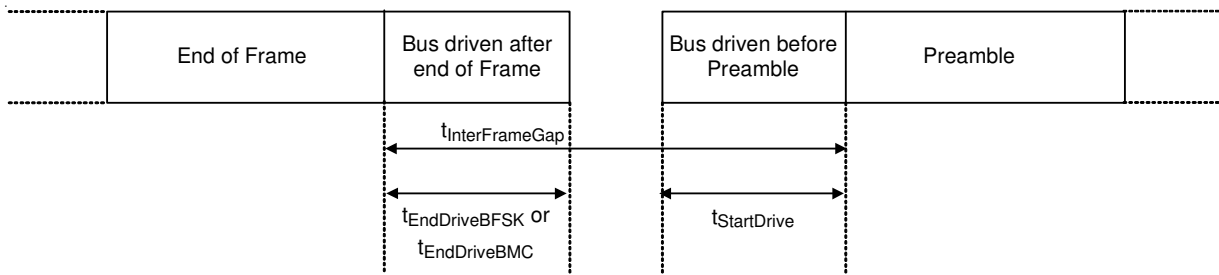 End of Frame
Bus driven after
end of Frame
Bus driven before
Preamble
Preamble
tInterFrameGap
tEndDriveBFSK or
tEndDriveBMC
tStartDrive